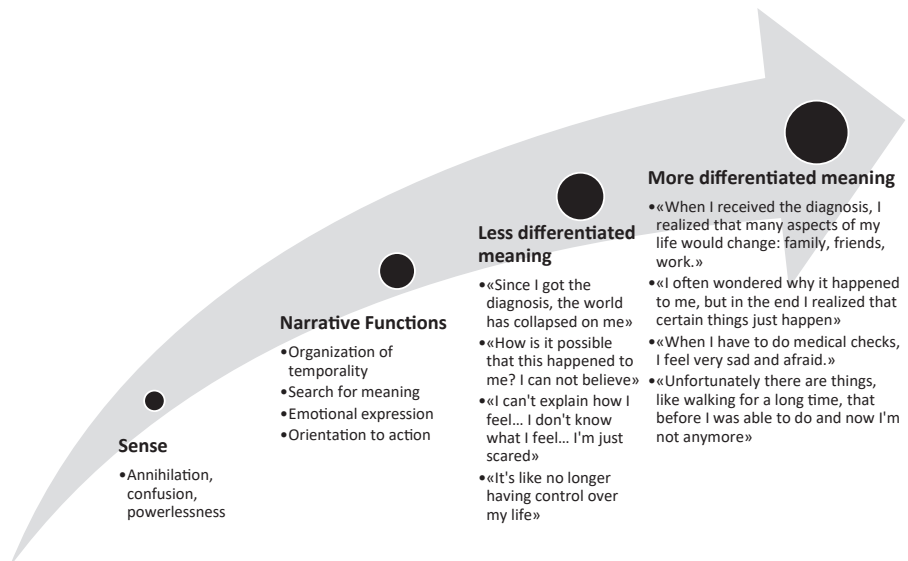 Sense
•Annihilation,
confusion,
powerlessness
Narrative Functions
•Organization of
temporality
•Search for meaning
•Emotional expression
•Orientation to action
Less differentiated
meaning
•«Since I got the
diagnosis, the world
has collapsed on me»
•«How is it possible
that this happened to
me? I can not believe»
•«I can't explain how I
feel... I don't know
what I feel... I'm just
scared»
•«It's like no longer
having control over
my life»
More differentiated meaning
•«When I received the diagnosis, I
realized that many aspects of my
life would change: family, friends,
work.»
•«I often wondered why it happened
to me, but in the end I realized that
certain things just happen»
•«When I have to do medical checks,
I feel very sad and afraid.»
•«Unfortunately there are things,
like walking for a long time, that
before I was able to do and now I'm
not anymore»